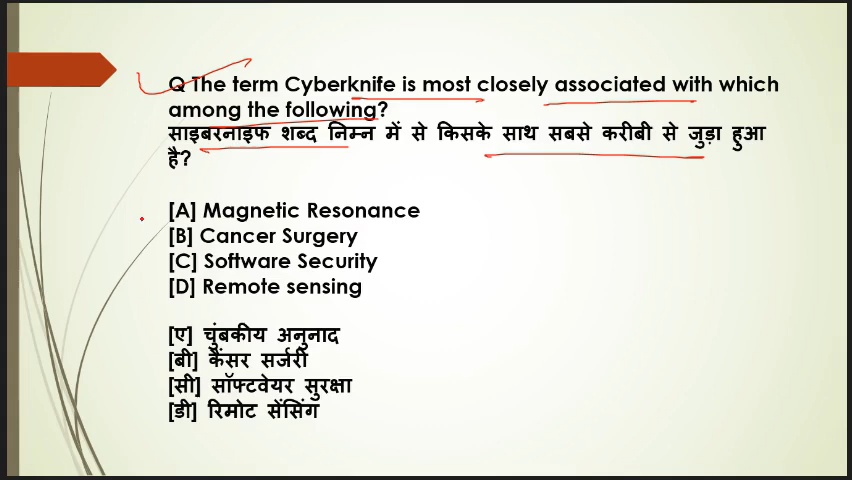 Q The term Cyberknife is most closely associated with which
among the following?
साइबरनाइफ शब्द निम्न में से किसके साथ सबसे करीबी से जुड़ा हुआ
है?
[A] Magnetic Resonance
[B] Cancer Surgery
[C] Software Security
[D] Remote sensing
[ए] चुंबकीय अनुनाद
[बी] कैंसर सर्जरी
[सी] सॉफ्टवेयर सुरक्षा
[डी] रिमोट सेंसिंग